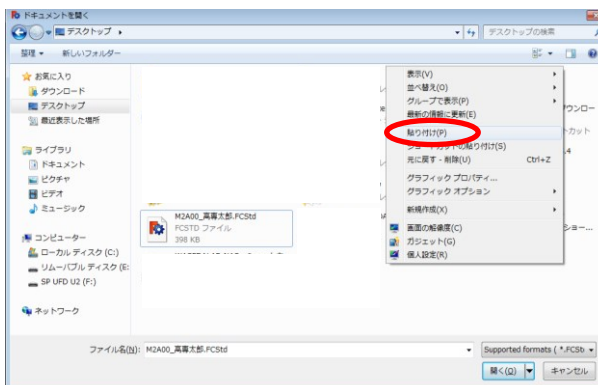 ドキュメントを開く
デスクトップ
デスクトップの検索
整理 新しいフォルダー
お気に入り
ダウンロード
デスクトップ
最近表示した場所
ライブラリ
ドキュメント
ピクチャ
ビデオ
ミュージック
コンピューター
ローカル ディスク (C:)
リムーバブル ディスク (E:
SP UFD U2 (F:)
ネットワーク
M2A00_高専太郎.FCStd
FCSTD ファイル
398 KB
表示(V)
並べ替え(O)
グループで表示(P)
最新の情報に更新(E)
貼り付け(P)
ショートカットの貼り付け(S)
元に戻す - 削除(U) Ctrl+Z
グラフィック プロパティ...
グラフィック オプション
新規作成(X)
画面の解像度(C)
ガジェット(G)
個人設定(R)
ファイル名(N): M2A00_高専太郎.FCStd
Supported formats ( *.FCSt
開く(O) キャンセル